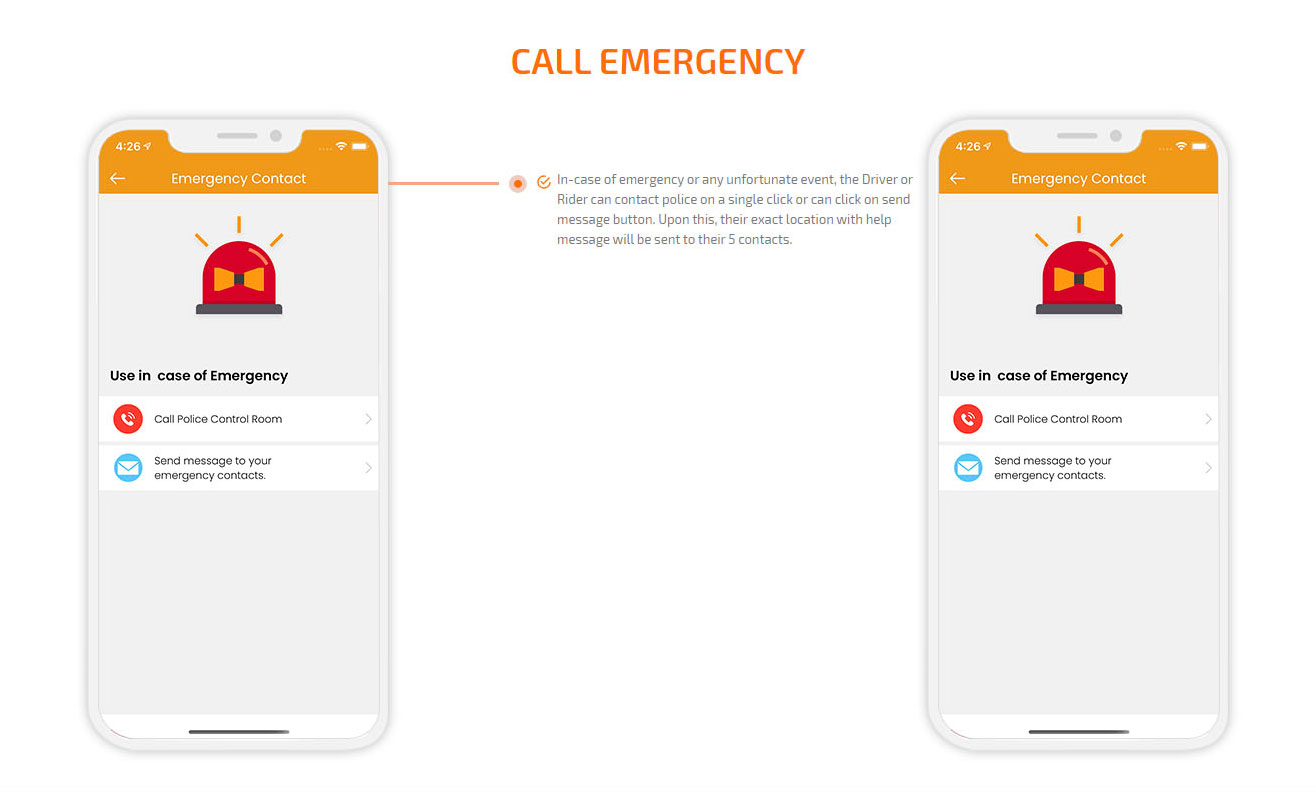 CALL EMERGENCY
4:26
Emergency Contact
Use in  case of Emergency
Call Police Control Room
Send message to your
emergency contacts.
In-case of emergency or any unfortunate event, the Driver or
Rider can contact police on a single click or can click on send
message button. Upon this, their exact location with help
message will be sent to their 5 contacts.
4:26
Emergency Contact
Use in  case of Emergency
Call Police Control Room
Send message to your
emergency contacts.